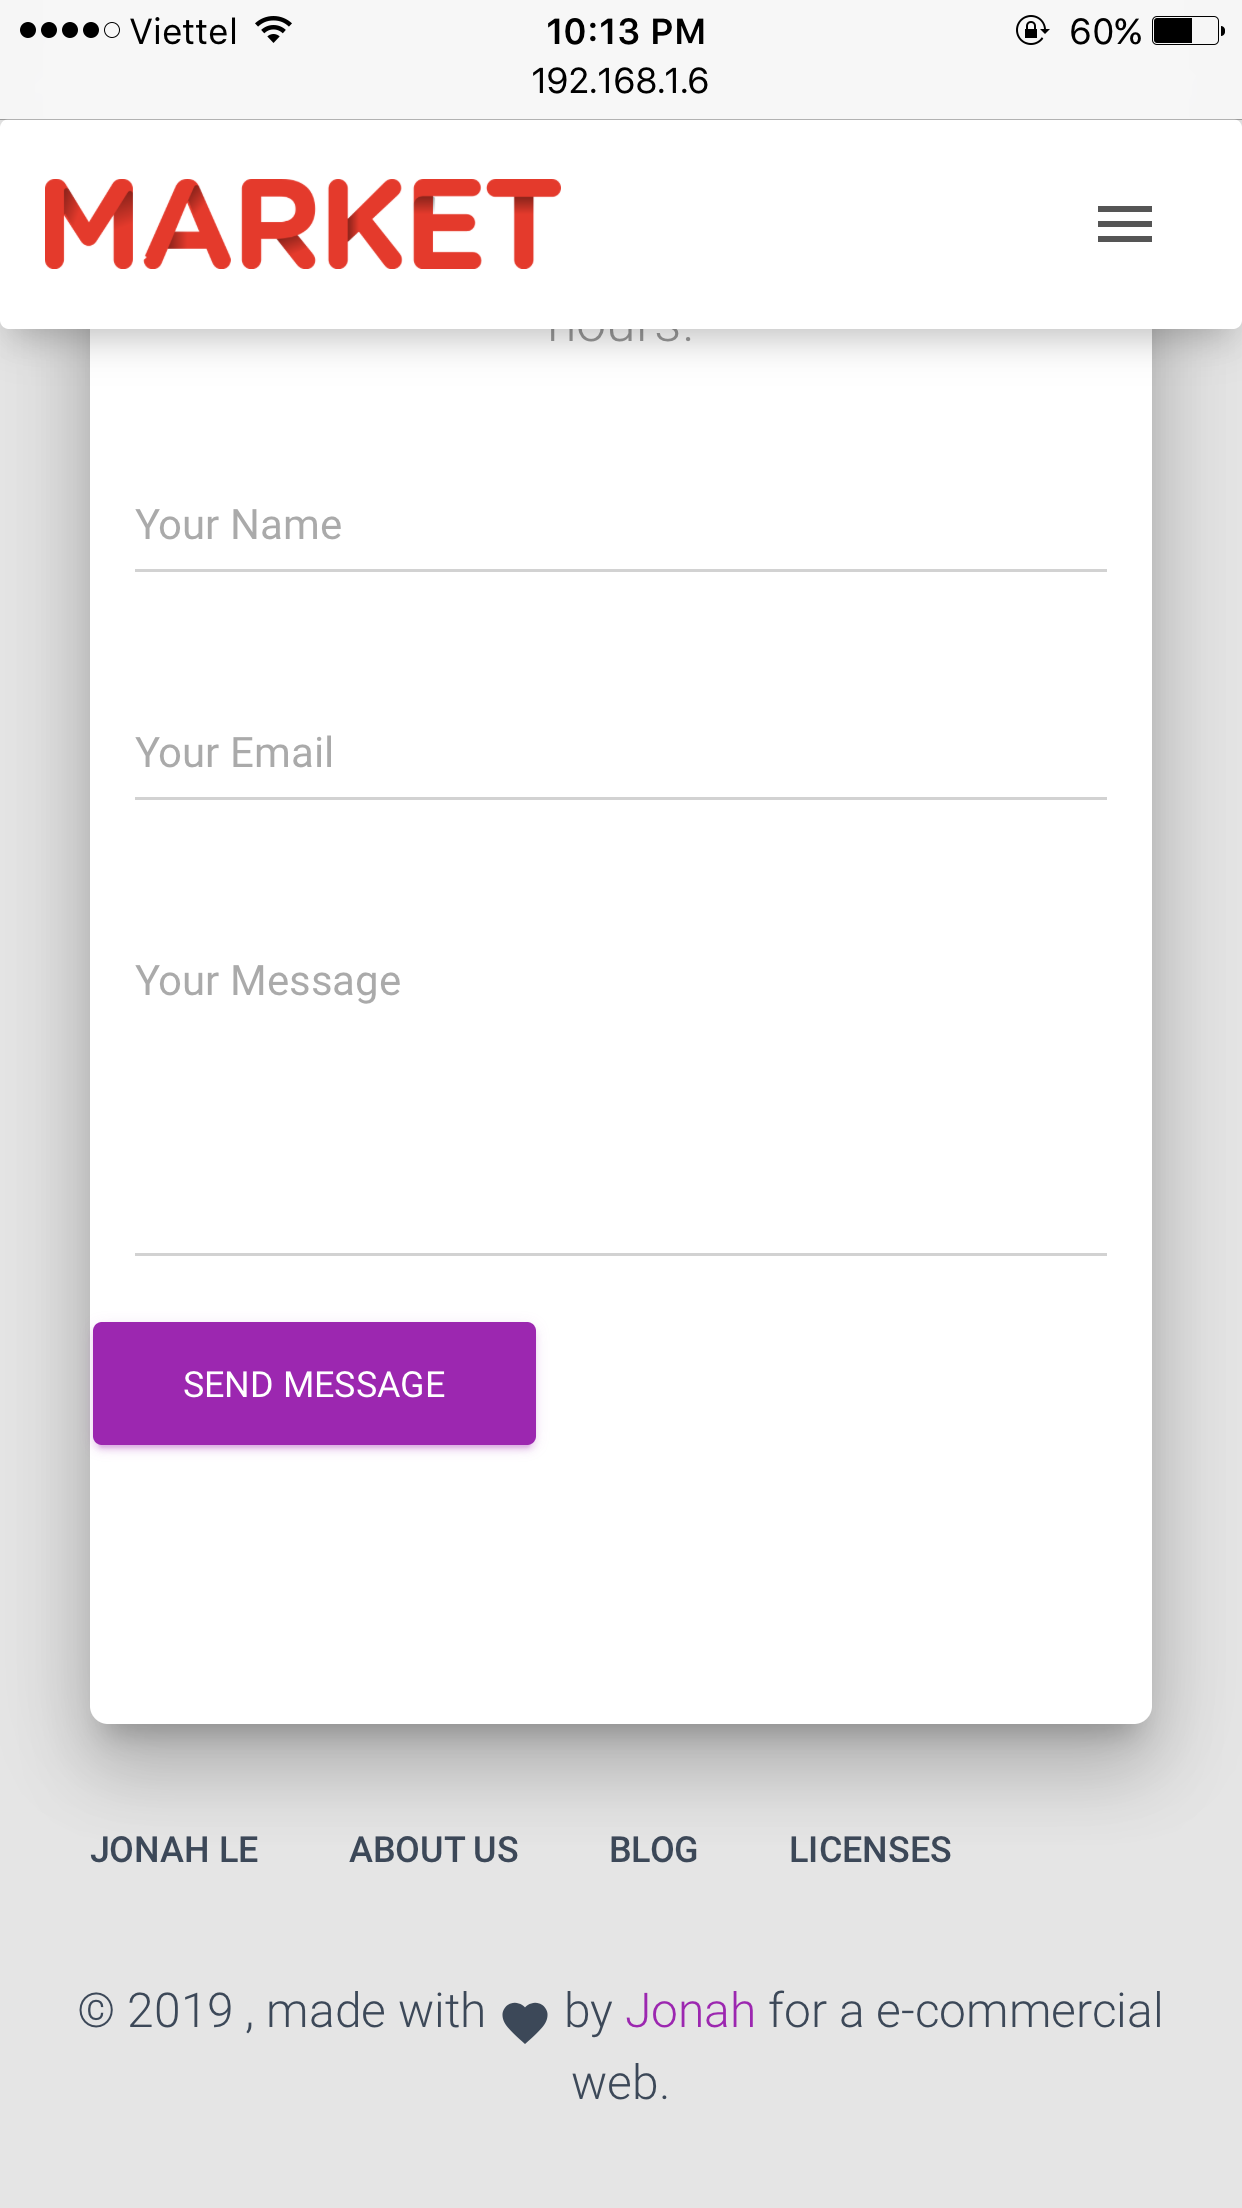 Viettel 10:13 PM 60%
192.168.1.6
MARKET
hours.
Your Name
Your Email
Your Message
SEND MESSAGE
JONAH LE ABOUT US BLOG LICENSES
© 2019 , made with by Jonah for a e-commercial
web.